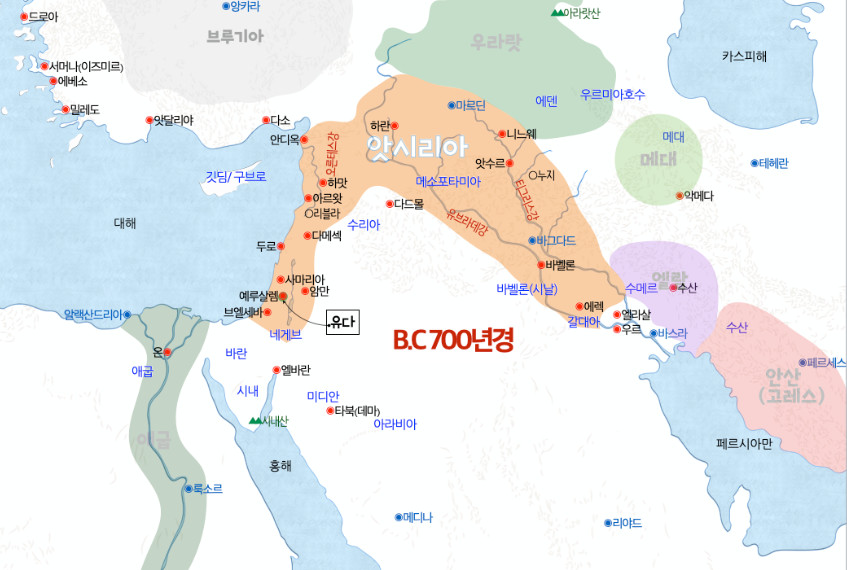 드로아
앙카라
아라랏산
브루기아
우라랏
카스피해
서머나(이즈미르)
에베소
밀레도
앗달리야
다소
안디옥
오론테스강
하란
마르딘
에덴
우르미아호수
앗시리아
니느웨
메대
메대
테헤란
앗수르
누지
깃딤/ 구브로
하맛
아르왓
리블라
메소포타미아
티그리스강
악메다
다드몰
유브라데강
수리아
대해
두로
다메섹
바그다드
바벨론
엘람
사마리아
암만
예루살렘
브엘세바
바벨론(시날)
수메르
수산
에렉
갈대아
엘라살
우르
바스라
수산
알랙산드리아
유다
네게브
B.C 700년경
온
애굽
바란
엘바란
시내
미디안
타북(데마)
아라비아
시내산
페르세스
안산
(고레스)
애굽
홍해
페르시아만
룩소르
메디나
리야드